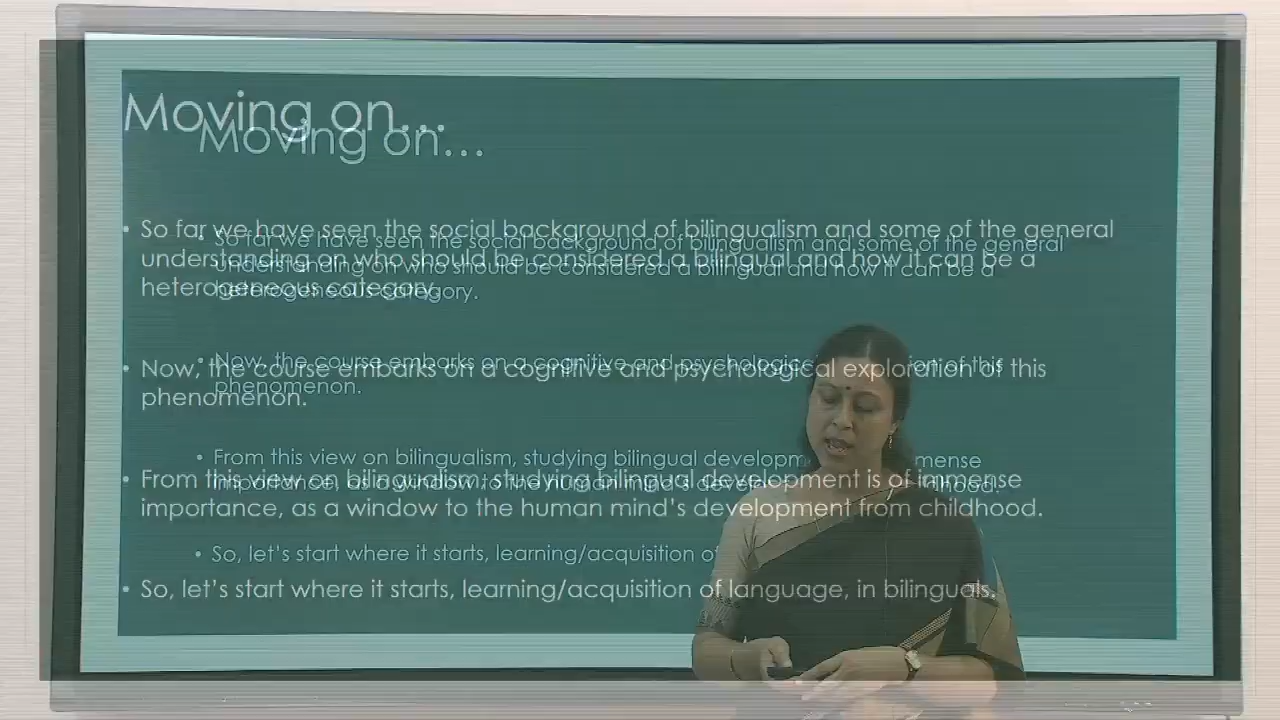 Moving on...
• So far we have seen the social background of bilingualism and some of the general
understanding on who should be considered a bilingual and how it can be a
heterogeneous category.
• Now, the course embarks on a cognitive and psychological exploration of this
phenomenon.
• From this view on bilingualism, studying bilingual development is of immense
importance, as a window to the human mind's development from childhood.
• So, let's start where it starts, learning/acquisition of language, in bilinguals.